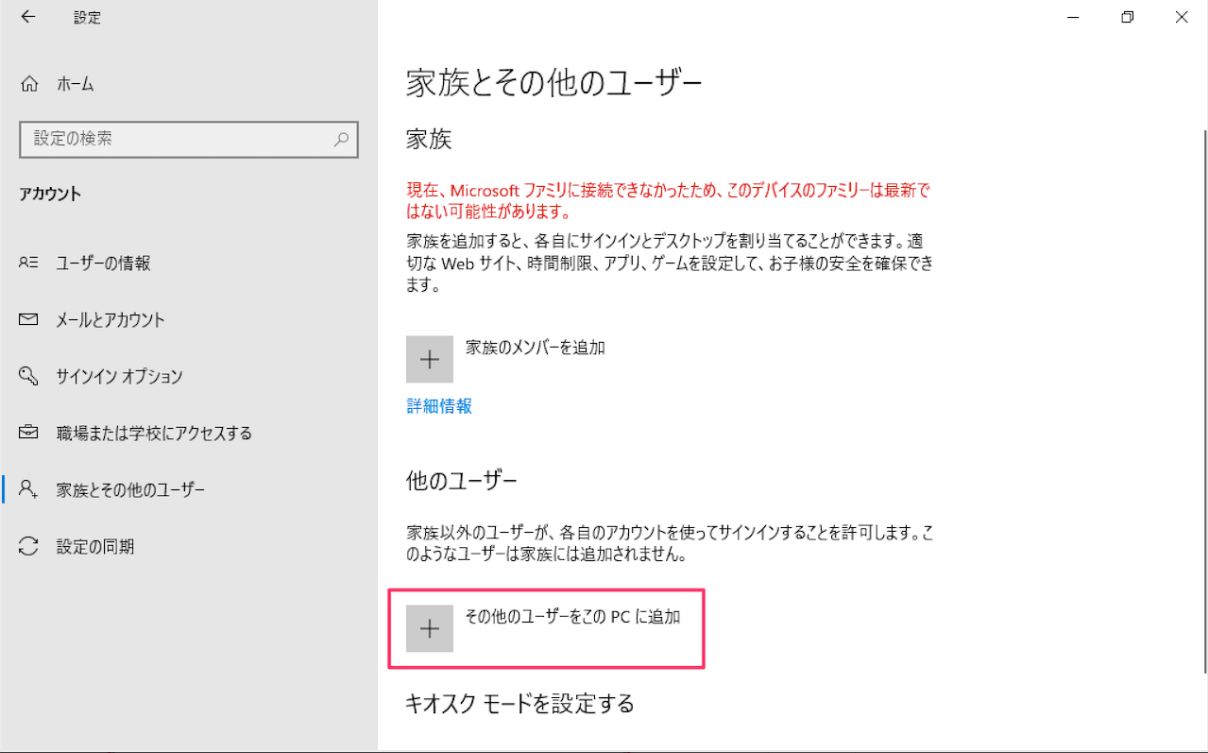 設定
ホーム
設定の検索
アカウント
ユーザーの情報
メールとアカウント
サインイン オプション
職場または学校にアクセスする
家族とその他のユーザー
設定の同期
家族とその他のユーザー
家族
現在、Microsoft ファミリに接続できなかったため、このデバイスのファミリーは最新で
はない可能性があります。
家族を追加すると、各自にサインインとデスクトップを割り当てることができます。適
切な Web サイト、時間制限、アプリ、ゲームを設定して、お子様の安全を確保でき
ます。
家族のメンバーを追加
詳細情報
他のユーザー
家族以外のユーザーが、各自のアカウントを使ってサインインすることを許可します。こ
のようなユーザーは家族には追加されません。
その他のユーザーをこの PC に追加
キオスク モードを設定する